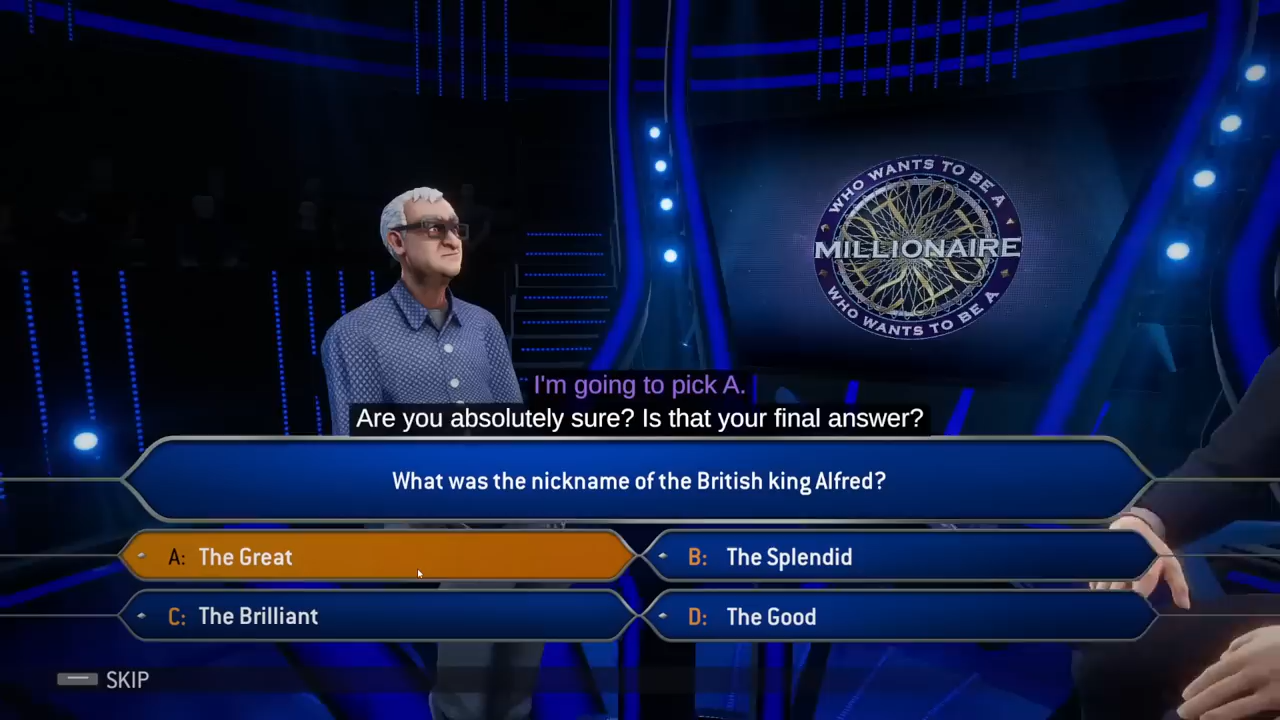 WHO WANTS TO BE A
MILLIONAIRE
WHO WANTS TO BE A
I'm going to pick A.
Are you absolutely sure? Is that your final answer?
What was the nickname of the British king Alfred?
A: The Great
B: The Splendid
C: The Brilliant
D: The Good
SKIP